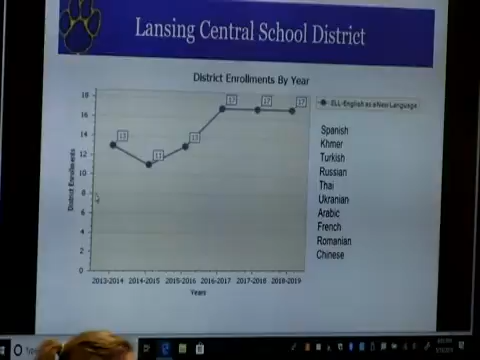 Lansing Central School District
District Enrollments By Year
18
16
14
12
10
8
6
4
2
0
13
11
13
17
17
17
2013-2014
2014-2015
2015-2016
2016-2017
2017-2018
2018-2019
Years
District Enrollments
ELL-English as a New Language
Spanish
Khmer
Turkish
Russian
Thai
Ukranian
Arabic
French
Romanian
Chinese